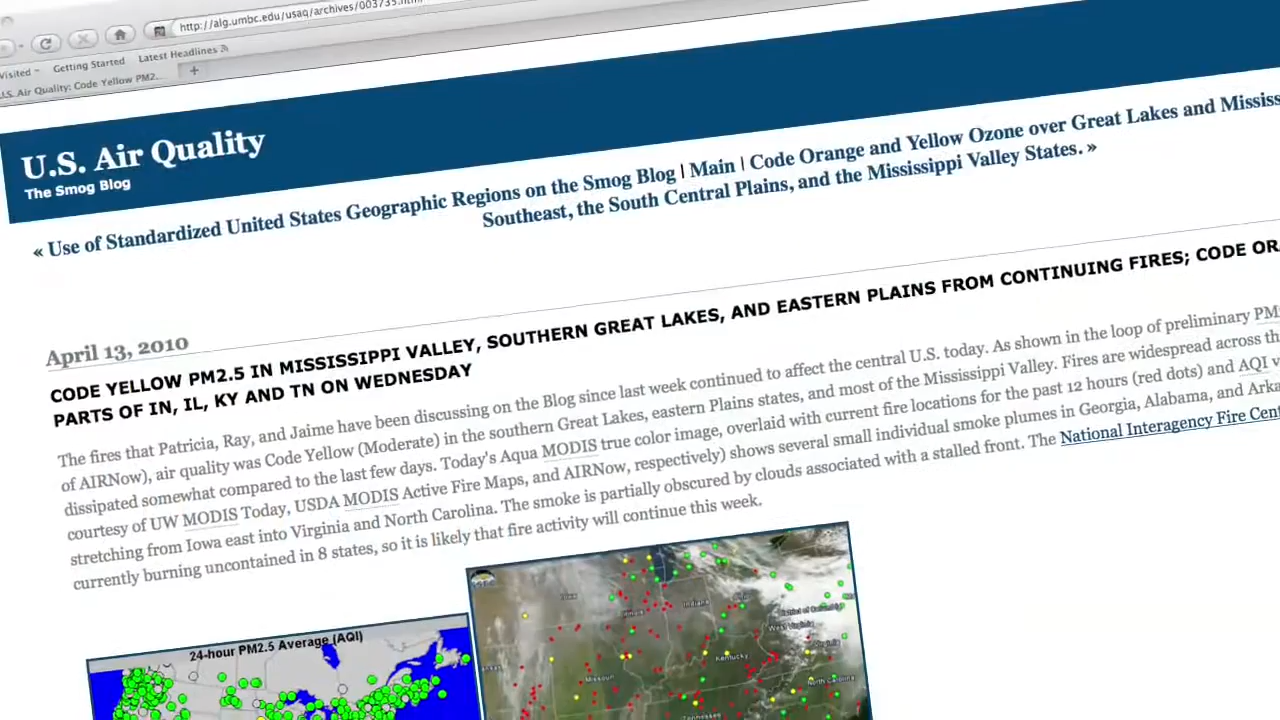 http://alg.umbc.edu/usaq/archives/003735.html
Visited Getting Started Latest Headlines
U.S. Air Quality: Code Yellow PM2...
U.S. Air Quality
The Smog Blog
« Use of Standardized United States Geographic Regions on the Smog Blog | Main | Code Orange and Yellow Ozone over Great Lakes and Mississ
Southeast, the South Central Plains, and the Mississippi Valley States. »
April 13, 2010
CODE YELLOW PM2.5 IN MISSISSIPPI VALLEY, SOUTHERN GREAT LAKES, AND EASTERN PLAINS FROM CONTINUING FIRES; CODE OR
PARTS OF IN, IL, KY AND TN ON WEDNESDAY
The fires that Patricia, Ray, and Jaime have been discussing on the Blog since last week continued to affect the central U.S. today. As shown in the loop of preliminary PM
of AIRNow), air quality was Code Yellow (Moderate) in the southern Great Lakes, eastern Plains states, and most of the Mississippi Valley. Fires are widespread across th
dissipated somewhat compared to the last few days. Today's Aqua MODIS true color image, overlaid with current fire locations for the past 12 hours (red dots) and AQI v
courtesy of UW MODIS Today, USDA MODIS Active Fire Maps, and AIRNow, respectively) shows several small individual smoke plumes in Georgia, Alabama, and Arka
stretching from Iowa east into Virginia and North Carolina. The smoke is partially obscured by clouds associated with a stalled front. The National Interagency Fire Cent
currently burning uncontained in 8 states, so it is likely that fire activity will continue this week.
24-hour PM2.5 Average (AQI)
Iowa
Illinois
Indiana
West Virginia
Virginia
Missouri
Kentucky
North Carolina
Tennessee